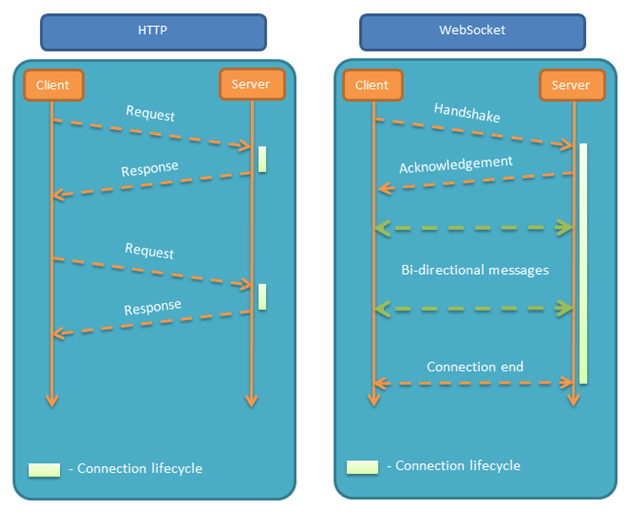 HTTP
Client
Server
Request
Response
Request
Response
- Connection lifecycle
WebSocket
Client
Server
Handshake
Acknowledgement
Bi-directional messages
Connection end
- Connection lifecycle